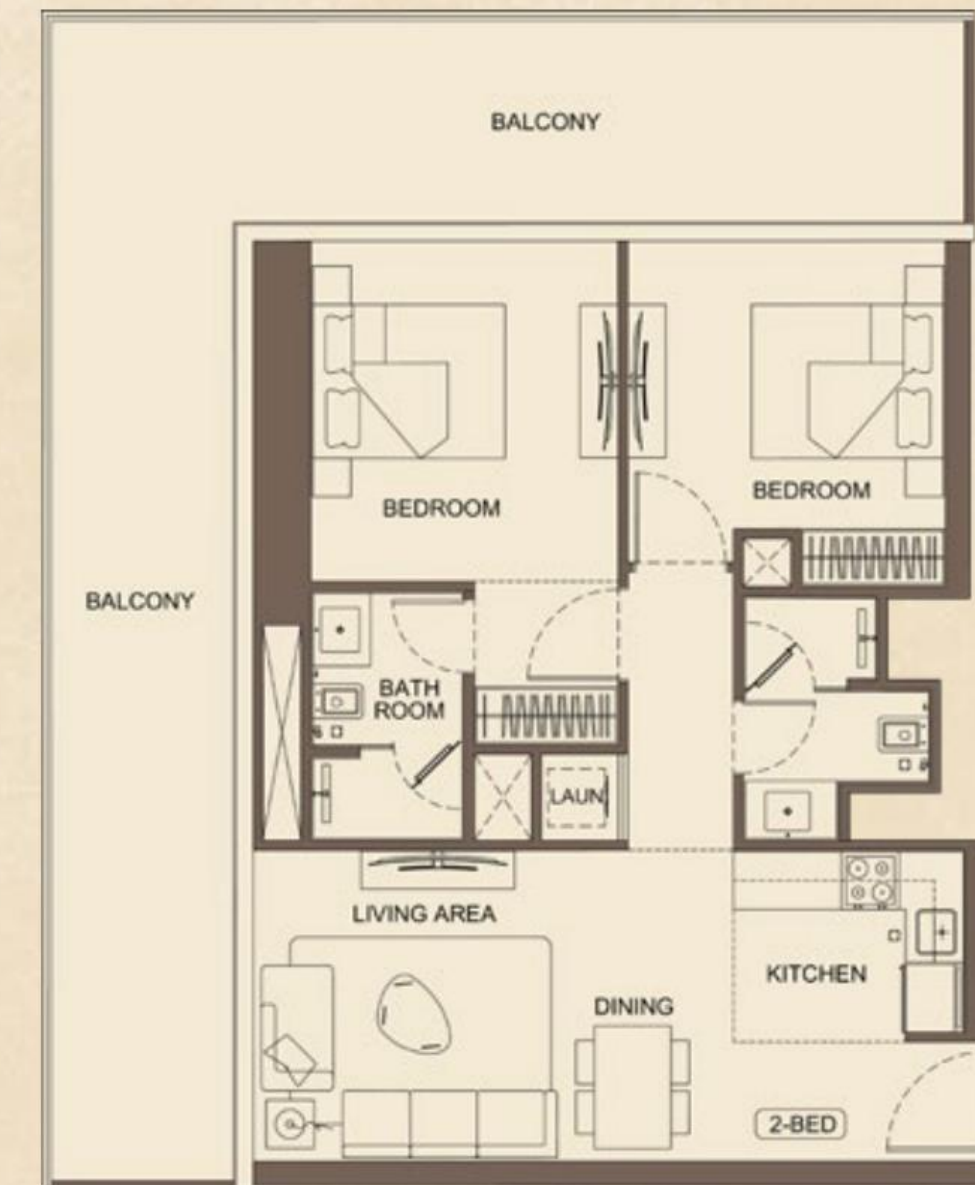 BALCONY
BEDROOM
BEDROOM
BALCONY
BATH
ROOM
LAUN
LIVING AREA
KITCHEN
DINING
2-BED